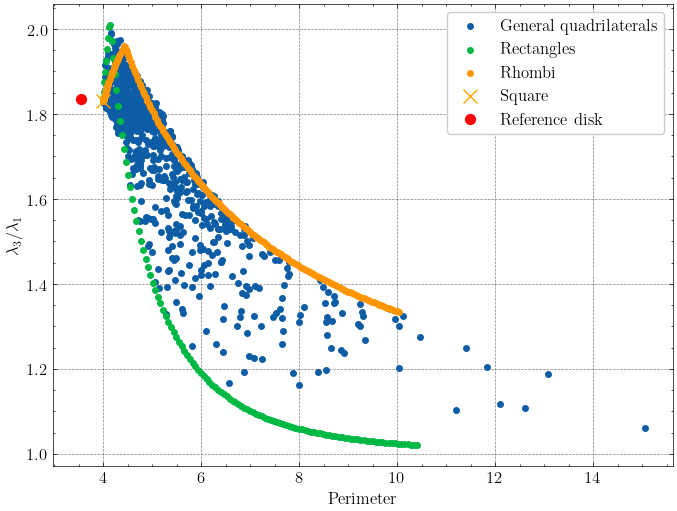 General quadrilaterals
Rectangles
Rhombi
Square
Reference disk
2.0
1.8
1.6
1.4
1.2
1.0
λ₃/λ₁
4 6 8 10 12 14
Perimeter